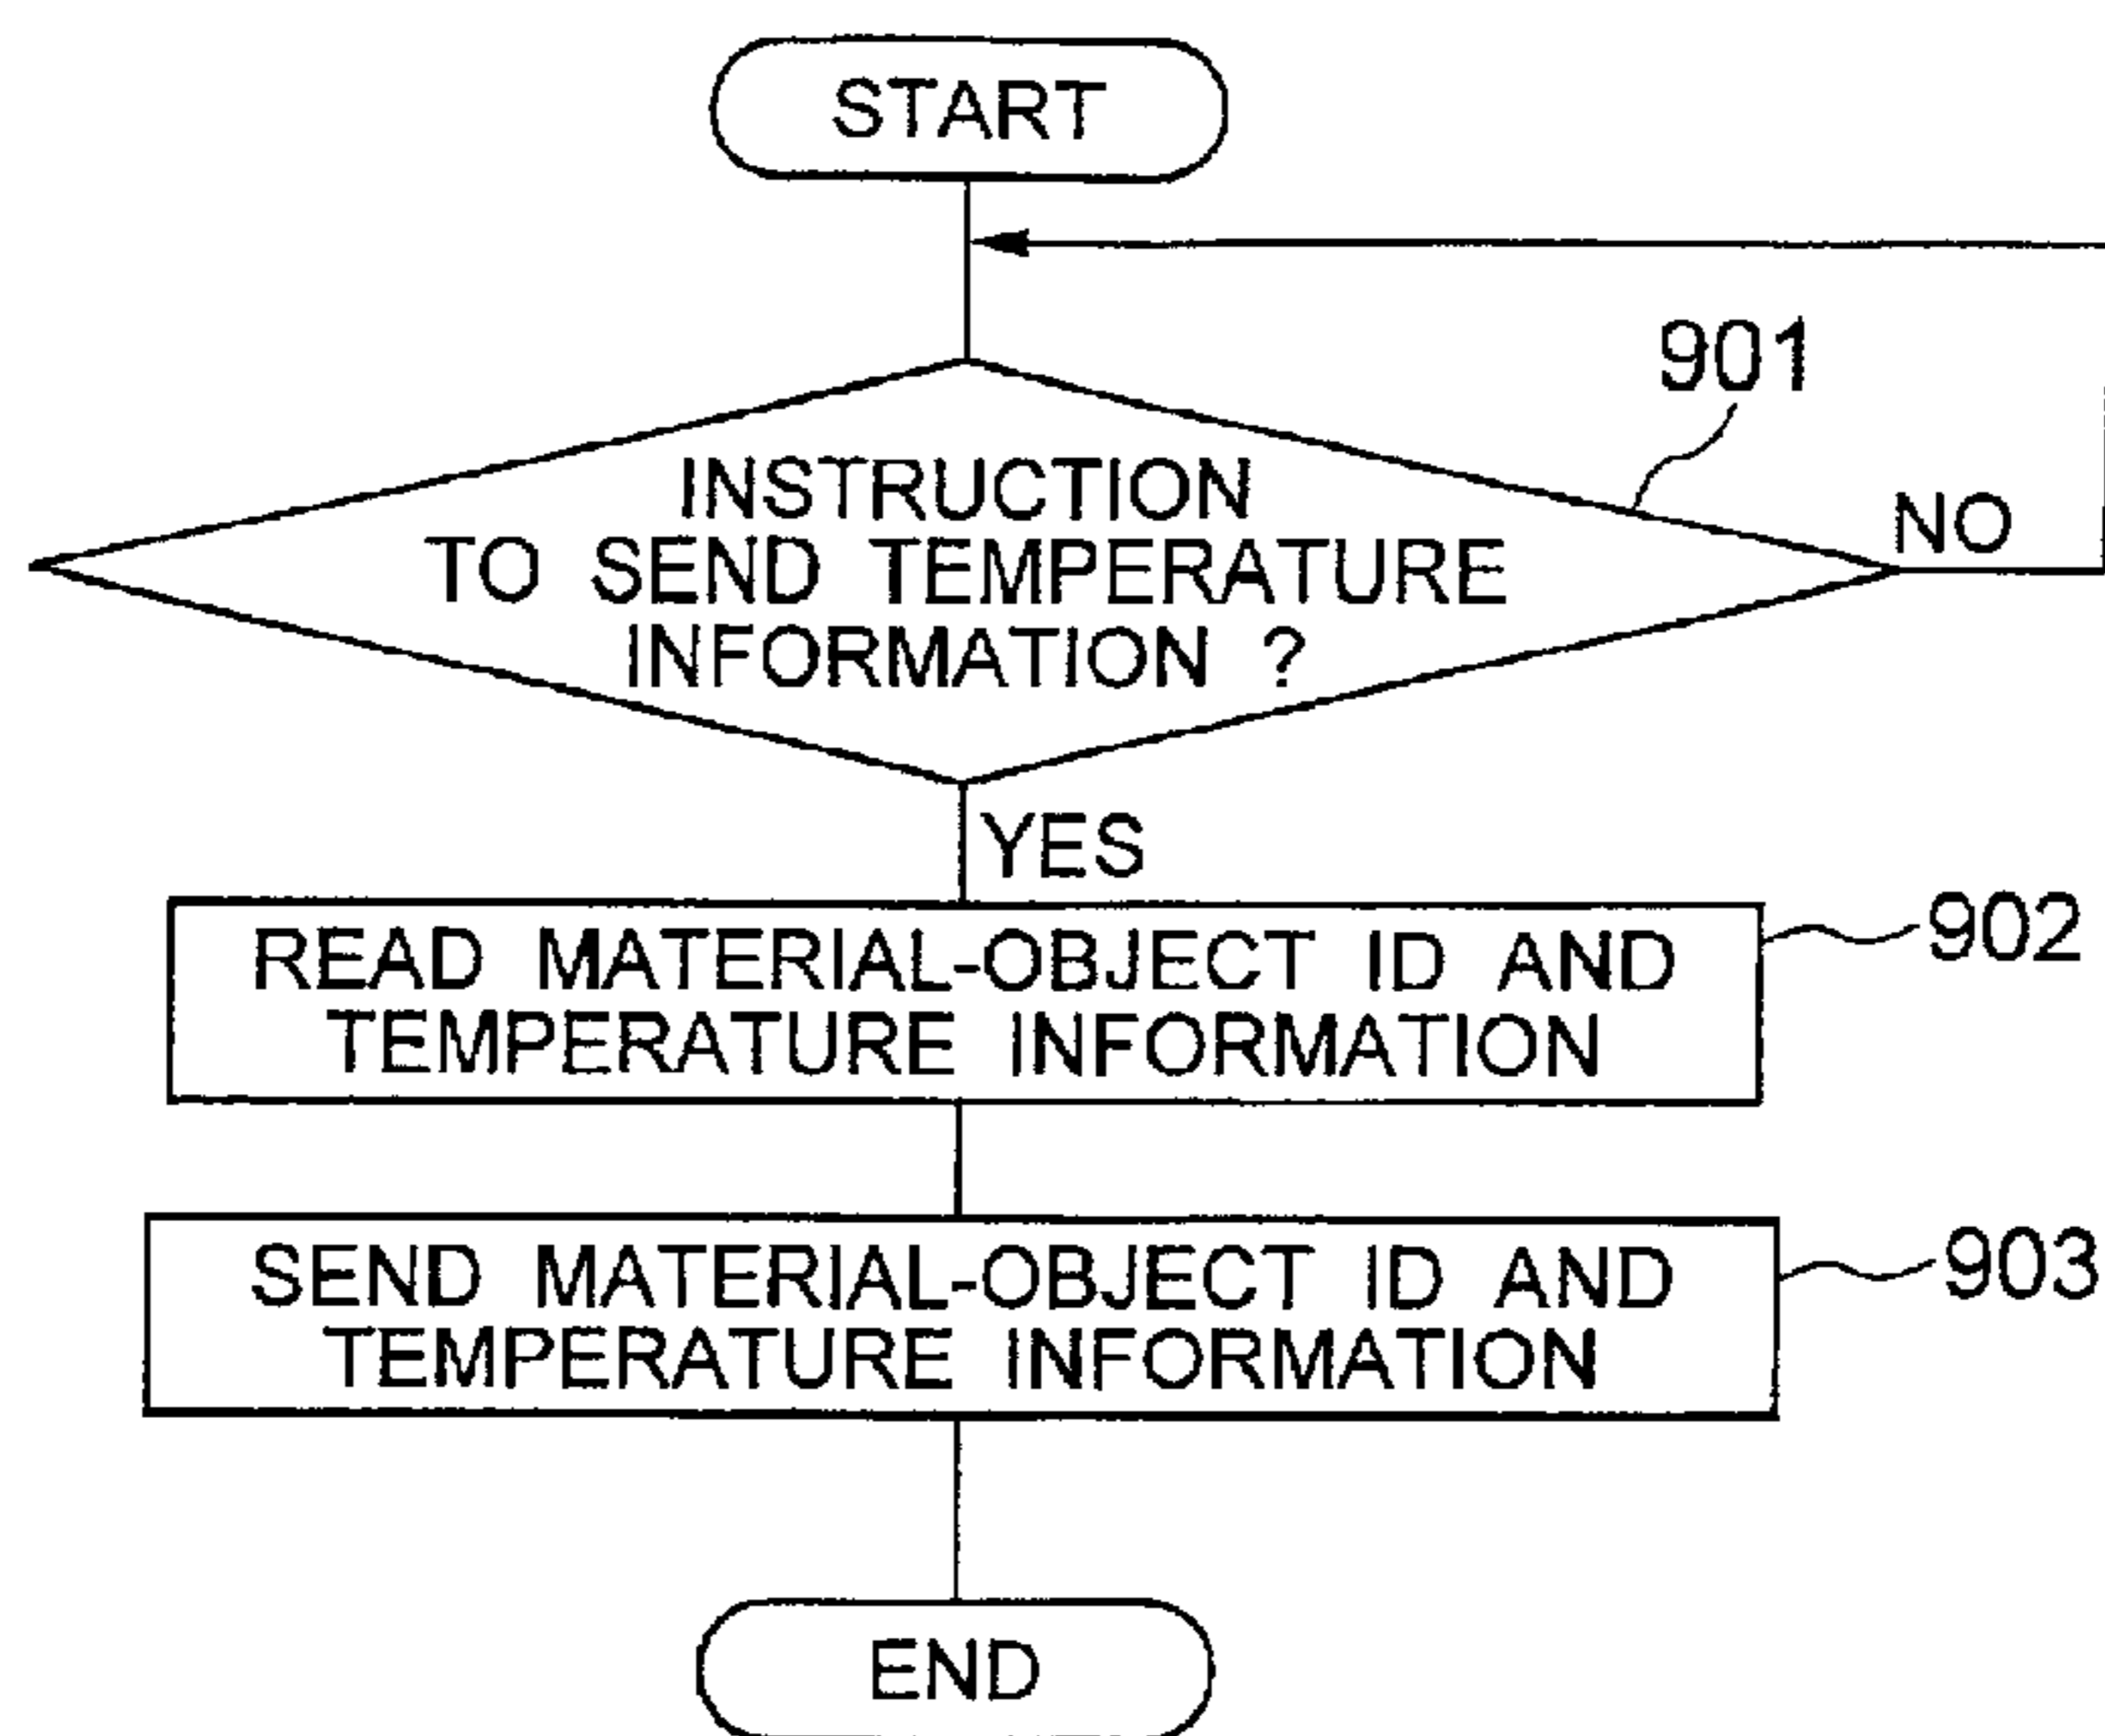 START
901
INSTRUCTION
TO SEND TEMPERATURE
INFORMATION ?
NO
YES
READ MATERIAL-OBJECT ID AND
TEMPERATURE INFORMATION
902
SEND MATERIAL-OBJECT ID AND
TEMPERATURE INFORMATION
903
END